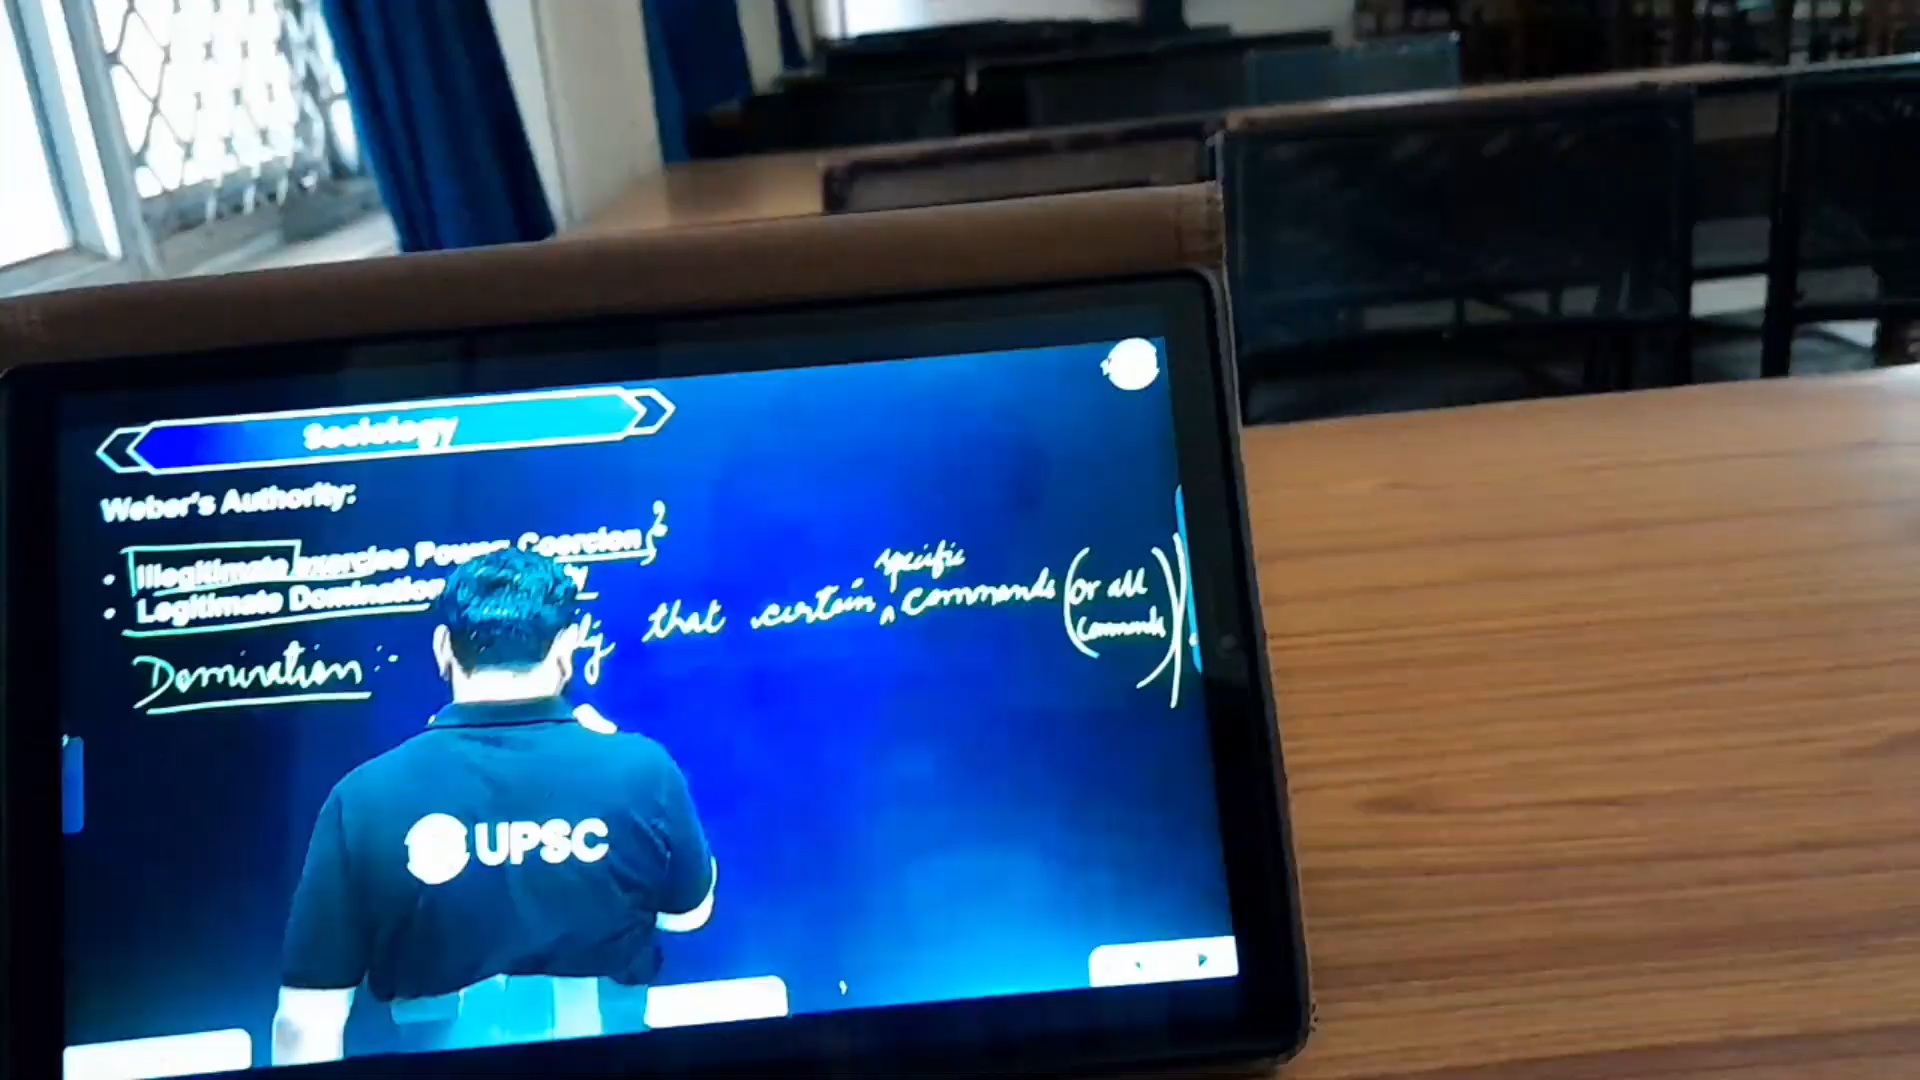 Sociology
Weber's Authority:
• Illegitimate exercise Power Coercion
• Legitimate Domination
Domination :- that certain specific commands (or all commands)
UPSC